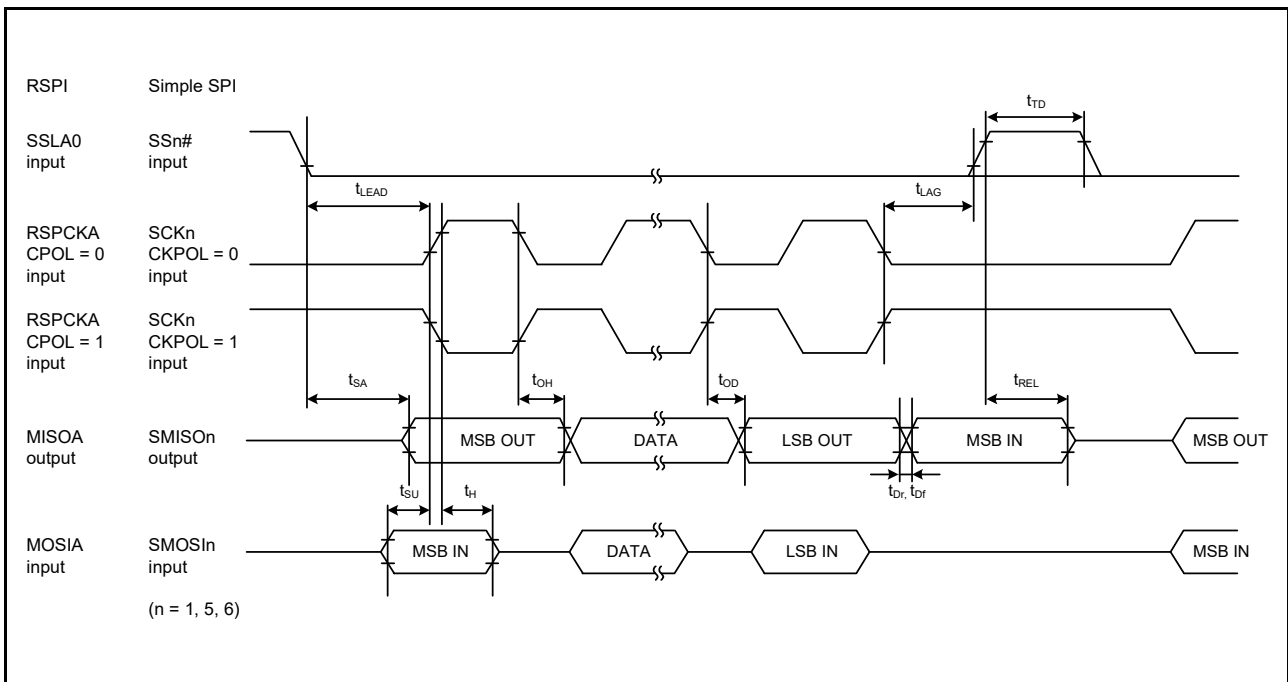 RSPI Simple SPI
SSLA0 SSn#
input input
tTD
tLEAD
tLAG
RSPCKA SCKn
CPOL = 0 CKPOL = 0
input input
RSPCKA SCKn
CPOL = 1 CKPOL = 1
input input
tSA
tOH
tOD
tREL
MISOA SMISOn
output output
MSB OUT DATA LSB OUT MSB IN MSB OUT
tSU
tH
tDr, tDf
MOSIA SMOSIn
input input
MSB IN DATA LSB IN MSB IN
(n = 1, 5, 6)